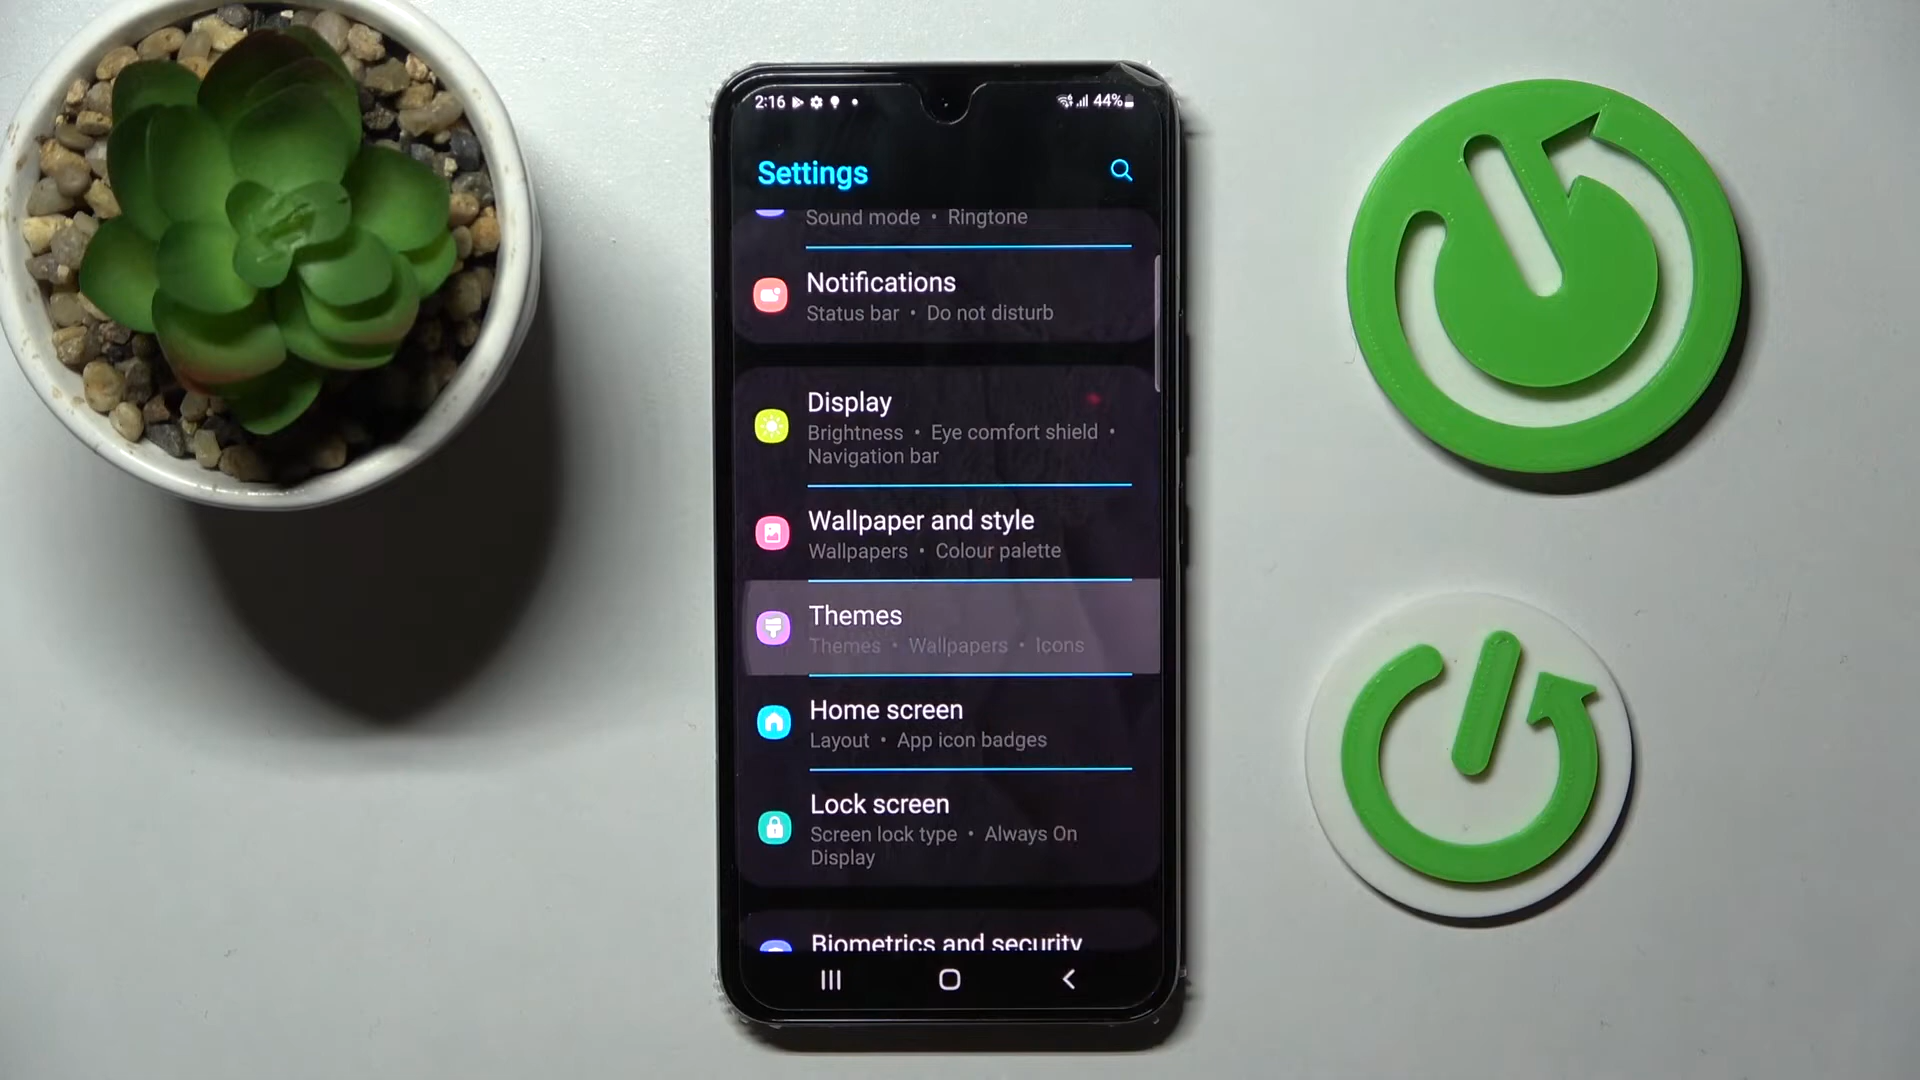 2:16
44%
Settings
Sound mode • Ringtone
Notifications
Status bar • Do not disturb
Display
Brightness • Eye comfort shield •
Navigation bar
Wallpaper and style
Wallpapers • Colour palette
Themes
Themes • Wallpapers • Icons
Home screen
Layout • App icon badges
Lock screen
Screen lock type • Always On
Display
Biometrics and security